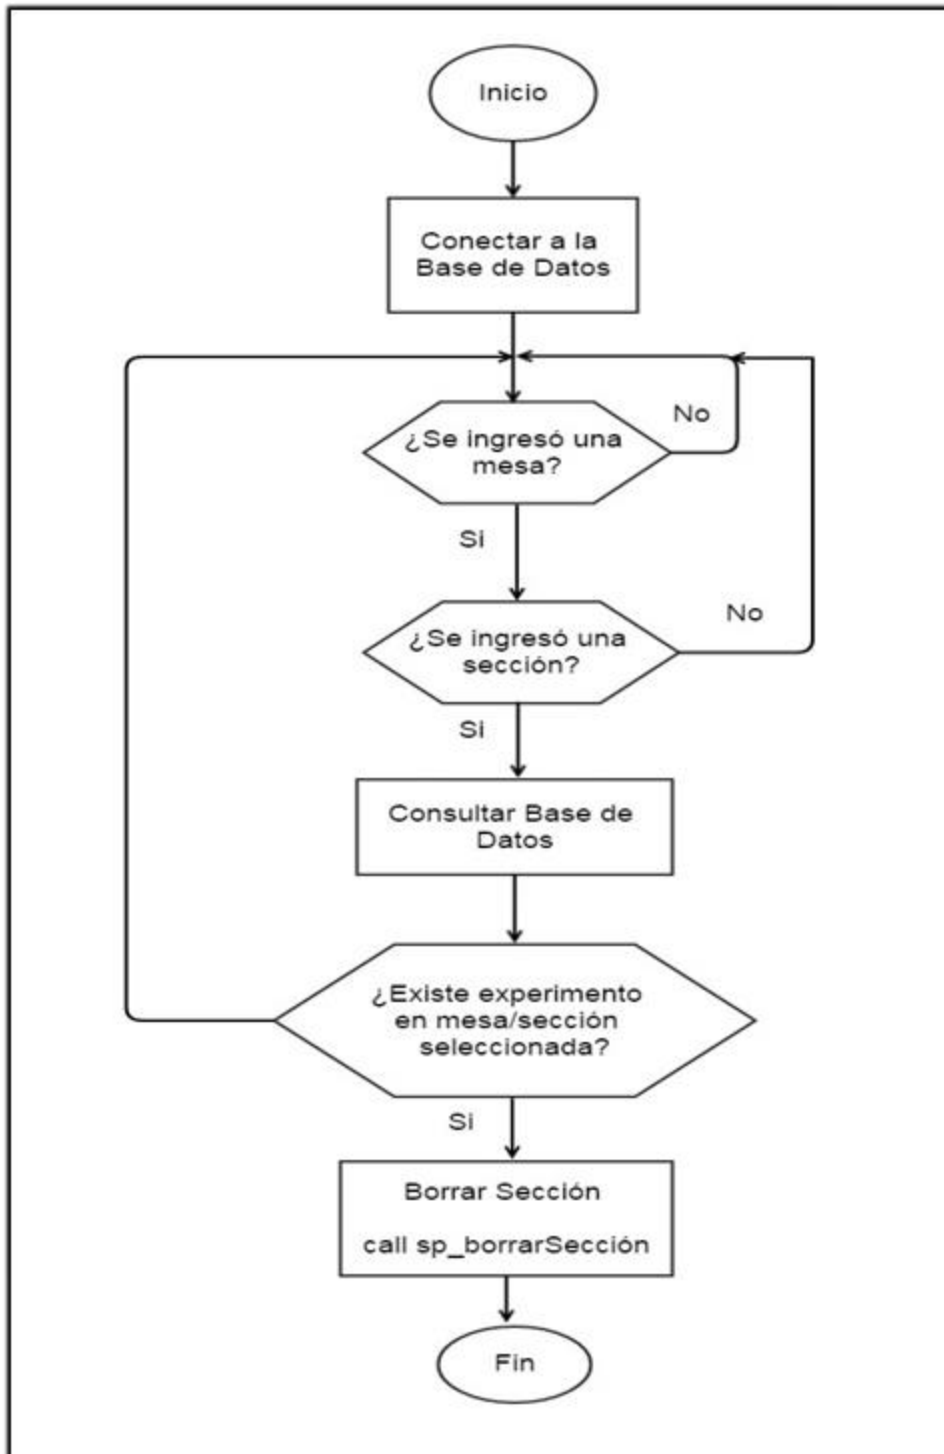 Inicio
Conectar a la
Base de Datos
No
¿Se ingresó una
mesa?
Si
No
¿Se ingresó una
sección?
Si
Consultar Base de
Datos
¿Existe experimento
en mesa/sección
seleccionada?
Si
Borrar Sección
call sp_borrarSección
Fin